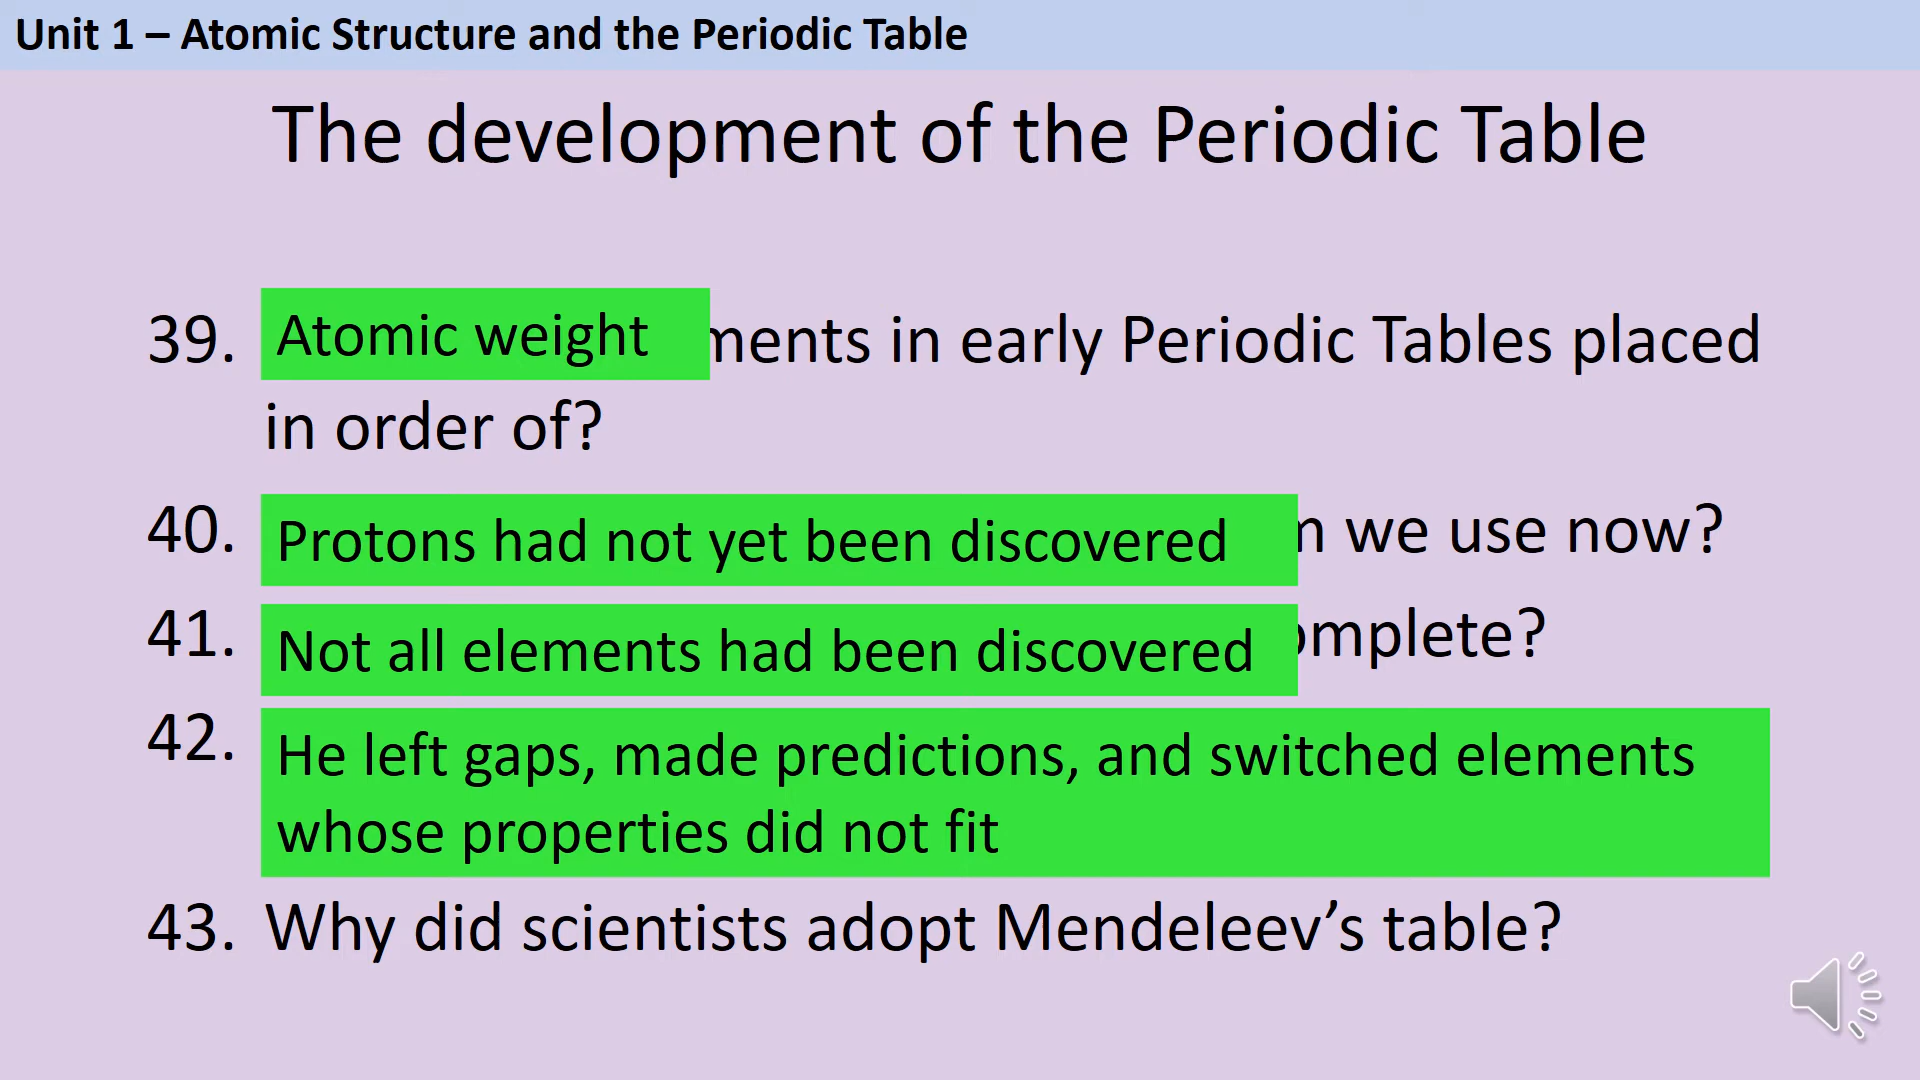 Unit 1 – Atomic Structure and the Periodic Table
The development of the Periodic Table
39. Atomic weight ments in early Periodic Tables placed
in order of?
40. Protons had not yet been discovered we use now?
41. Not all elements had been discovered omplete?
42. He left gaps, made predictions, and switched elements
whose properties did not fit
43. Why did scientists adopt Mendeleev’s table?